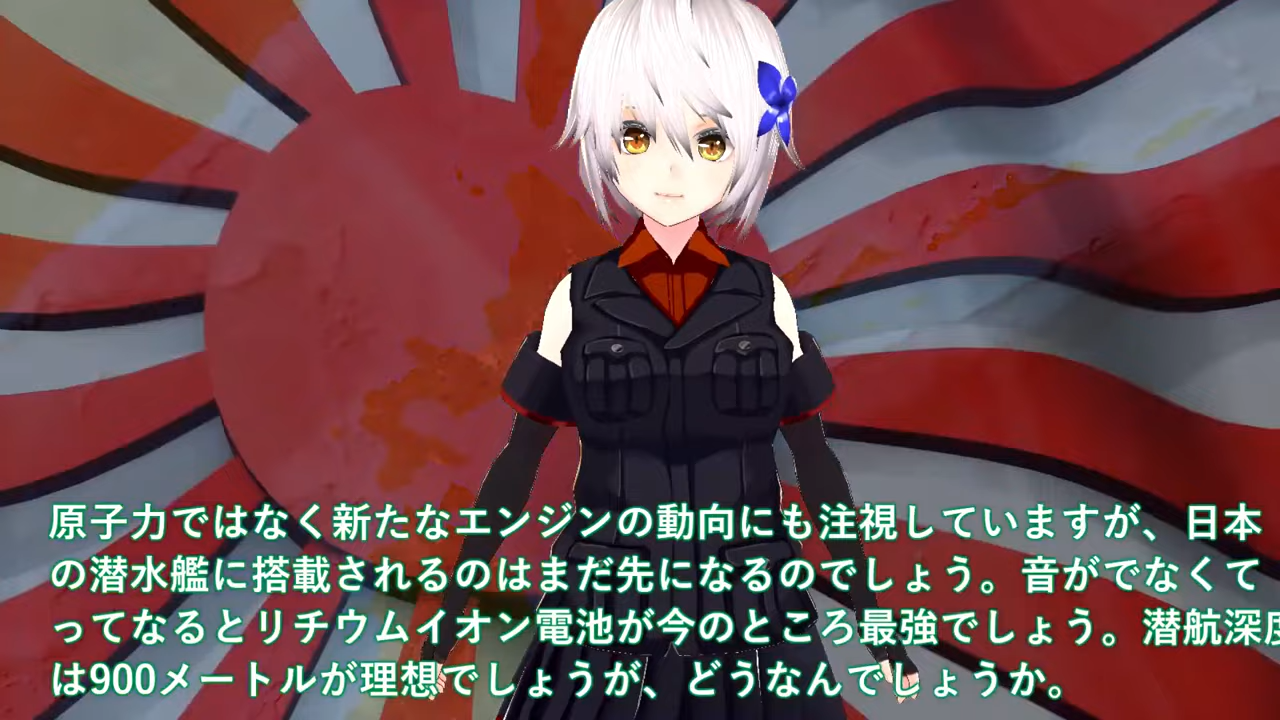 原子力ではなく新たなエンジンの動向にも注視していますが、日本
の潜水艦に搭載されるのはまだ先になるのでしょう。音がでなくて
ってなるとリチウムイオン電池が今のところ最強でしょう。潜航深度
は900メートルが理想でしょうが、どうなんでしょうか。